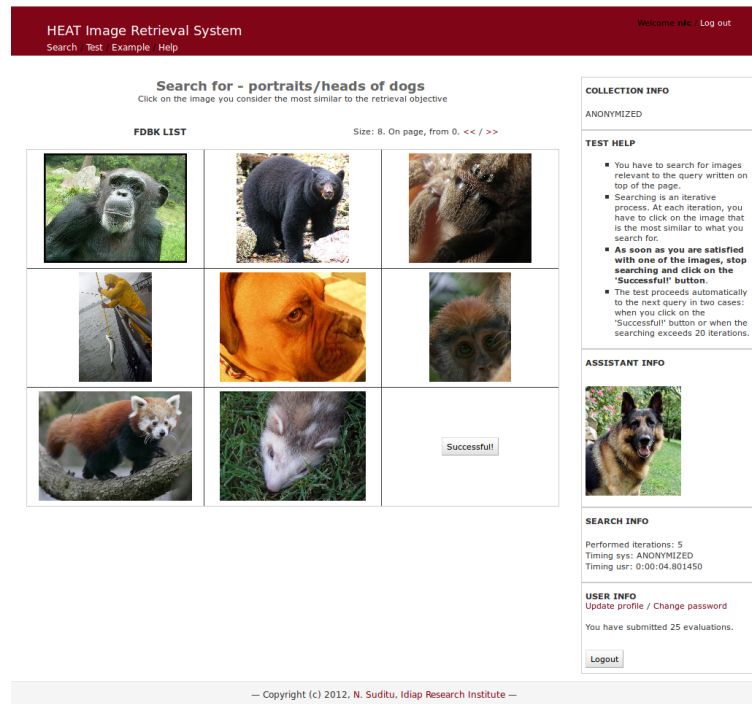 HEAT Image Retrieval System
Welcome nic / Log out
Search / Test / Example / Help
Search for - portraits/heads of dogs
Click on the image you consider the most similar to the retrieval objective
FDBK LIST
Size: 8. On page, from 0. << / >>
Successful!
COLLECTION INFO
ANONYMIZED
TEST HELP
You have to search for images
relevant to the query written on
top of the page.
Searching is an iterative
process. At each iteration, you
have to click on the image that
is the most similar to what you
search for.
As soon as you are satisfied
with one of the images, stop
searching and click on the
'Successful!' button.
The test proceeds automatically
to the next query in two cases:
when you click on the
'Successful!' button or when the
searching exceeds 20 iterations.
ASSISTANT INFO
SEARCH INFO
Performed iterations: 5
Timing sys: ANONYMIZED
Timing usr: 0:00:04.801450
USER INFO
Update profile / Change password
You have submitted 25 evaluations.
Logout
— Copyright (c) 2012, N. Suditu, Idiap Research Institute —